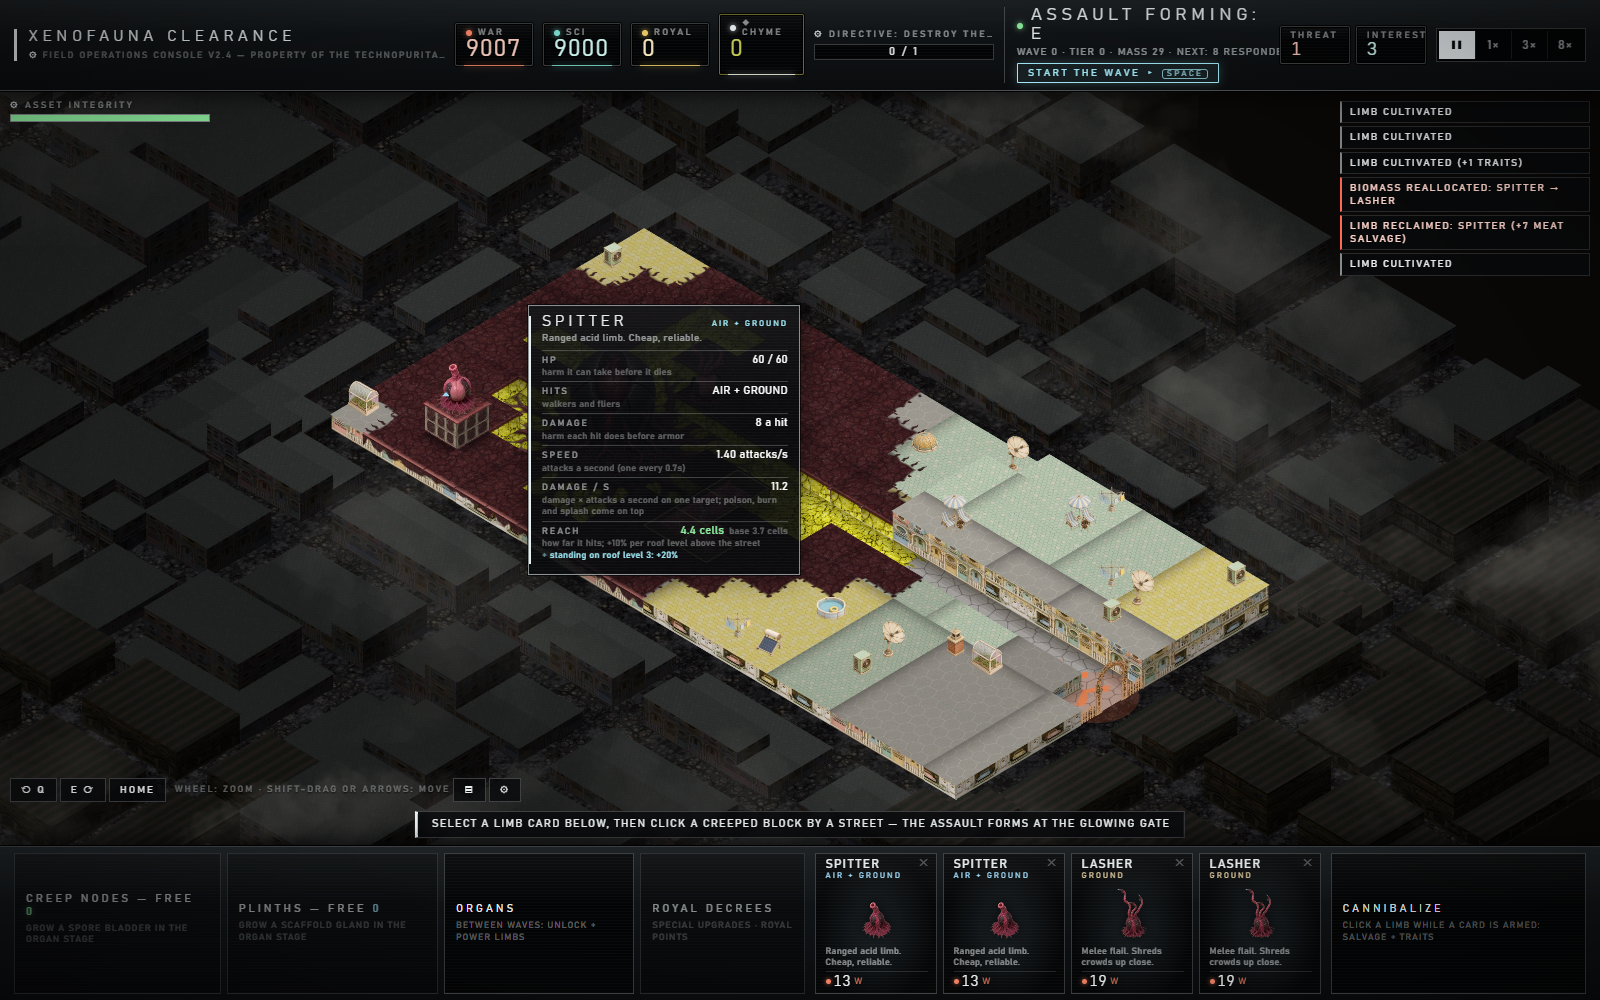 XENOFAUNA CLEARANCE
FIELD OPERATIONS CONSOLE V2.4 — PROPERTY OF THE TECHNOPURITA…
WAR
9007
SCI
9000
ROYAL
0
CHYME
0
DIRECTIVE: DESTROY THE…
0 / 1
ASSAULT FORMING:
E
WAVE 0 · TIER 0 · MASS 29 · NEXT: 8 RESPONDE
START THE WAVE ▸ SPACE
THREAT
1
INTEREST
3
1×
3×
8×
ASSET INTEGRITY
LIMB CULTIVATED
LIMB CULTIVATED
LIMB CULTIVATED (+1 TRAITS)
BIOMASS REALLOCATED: SPITTER →
LASHER
LIMB RECLAIMED: SPITTER (+7 MEAT
SALVAGE)
LIMB CULTIVATED
SPITTER
AIR + GROUND
Ranged acid limb. Cheap, reliable.
HP 60 / 60
harm it can take before it dies
HITS AIR + GROUND
walkers and fliers
DAMAGE 8 a hit
harm each hit does before armor
SPEED 1.40 attacks/s
attacks a second (one every 0.7s)
DAMAGE / S 11.2
damage × attacks a second on one target; poison, burn
and splash come on top
REACH 4.4 cells base 3.7 cells
how far it hits; +10% per roof level above the street
+ standing on roof level 3: +20%
Q
E
HOME
WHEEL: ZOOM · SHIFT-DRAG OR ARROWS: MOVE
SELECT A LIMB CARD BELOW, THEN CLICK A CREEPED BLOCK BY A STREET — THE ASSAULT FORMS AT THE GLOWING GATE
CREEP NODES — FREE
0
GROW A SPORE BLADDER IN THE
ORGAN STAGE
PLINTHS — FREE 0
GROW A SCAFFOLD GLAND IN THE
ORGAN STAGE
ORGANS
BETWEEN WAVES: UNLOCK +
POWER LIMBS
ROYAL DECREES
SPECIAL UPGRADES · ROYAL
POINTS
SPITTER
AIR + GROUND
Ranged acid limb.
Cheap, reliable.
13 W
SPITTER
AIR + GROUND
Ranged acid limb.
Cheap, reliable.
13 W
LASHER
GROUND
Melee flail. Shreds
crowds up close.
19 W
LASHER
GROUND
Melee flail. Shreds
crowds up close.
19 W
CANNIBALIZE
CLICK A LIMB WHILE A CARD IS ARMED:
SALVAGE + TRAITS